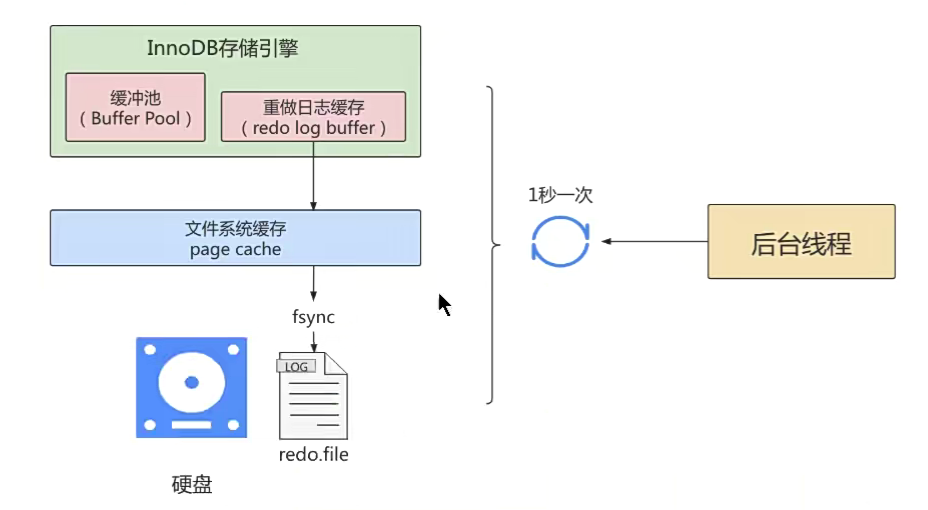 InnoDB存储引擎
缓冲池
（Buffer Pool）
重做日志缓存
（redo log buffer）
文件系统缓存
page cache
fsync
LOG
redo.file
硬盘
1秒一次
后台线程